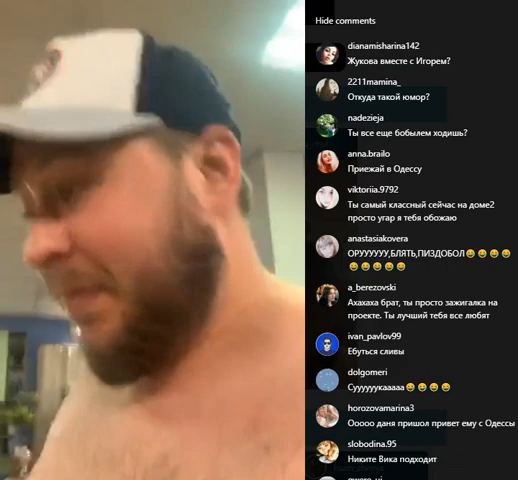 Hide comments
dianamisharina142
Жукова вместе с Игорем?
2211mamina_
Откуда такой юмор?
nadezieja
Ты все еще бобылем ходишь?
anna.brailo
Приежай в Одессу
viktoriia.9792
Ты самый классный сейчас на доме2
просто угар я тебя обожаю
anastasiakovera
ОРУУУУУУ,БЛЯТЬ,ПИЗДОБОЛ😂😂😂😂
😂😂😂😂😂
a_berezovski
Ахахаха брат, ты просто зажигалка на
проекте. Ты лучший тебя все любят
ivan_pavlov99
Ебуться сливы
dolgomeri
Сууууууkааааа😂😂😂😂
horozovamarina3
Ооооо даня пришол привет ему с Одессы
slobodina.95
Никите Вика подходит